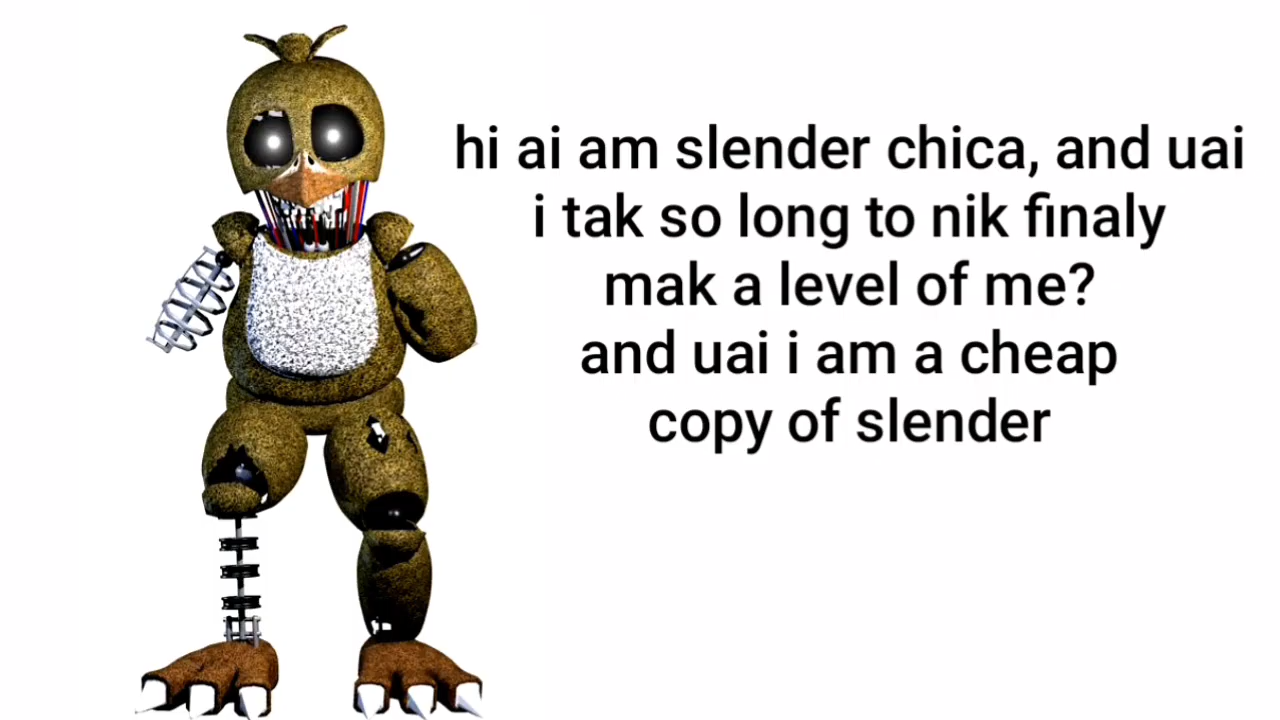 hi ai am slender chica, and uai
i tak so long to nik finaly
mak a level of me?
and uai i am a cheap
copy of slender